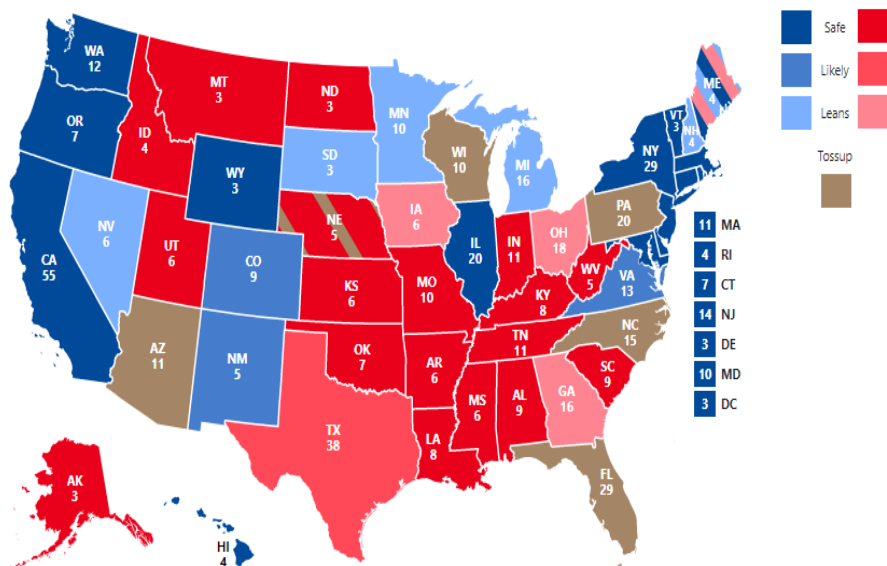 WA
12
OR
7
CA
55
NV
6
ID
4
MT
3
WY
3
UT
6
AZ
11
CO
9
NM
5
ND
3
SD
3
NE
5
KS
6
OK
7
TX
38
MN
10
IA
6
MO
10
AR
6
LA
8
WI
10
IL
20
MI
16
IN
11
OH
18
KY
8
TN
11
MS
6
AL
9
GA
16
FL
29
SC
9
NC
15
VA
13
WV
5
PA
20
NY
29
VT
3
NH
4
ME
4
AK
3
HI
4
11 MA
4 RI
7 CT
14 NJ
3 DE
10 MD
3 DC
Safe
Likely
Leans
Tossup